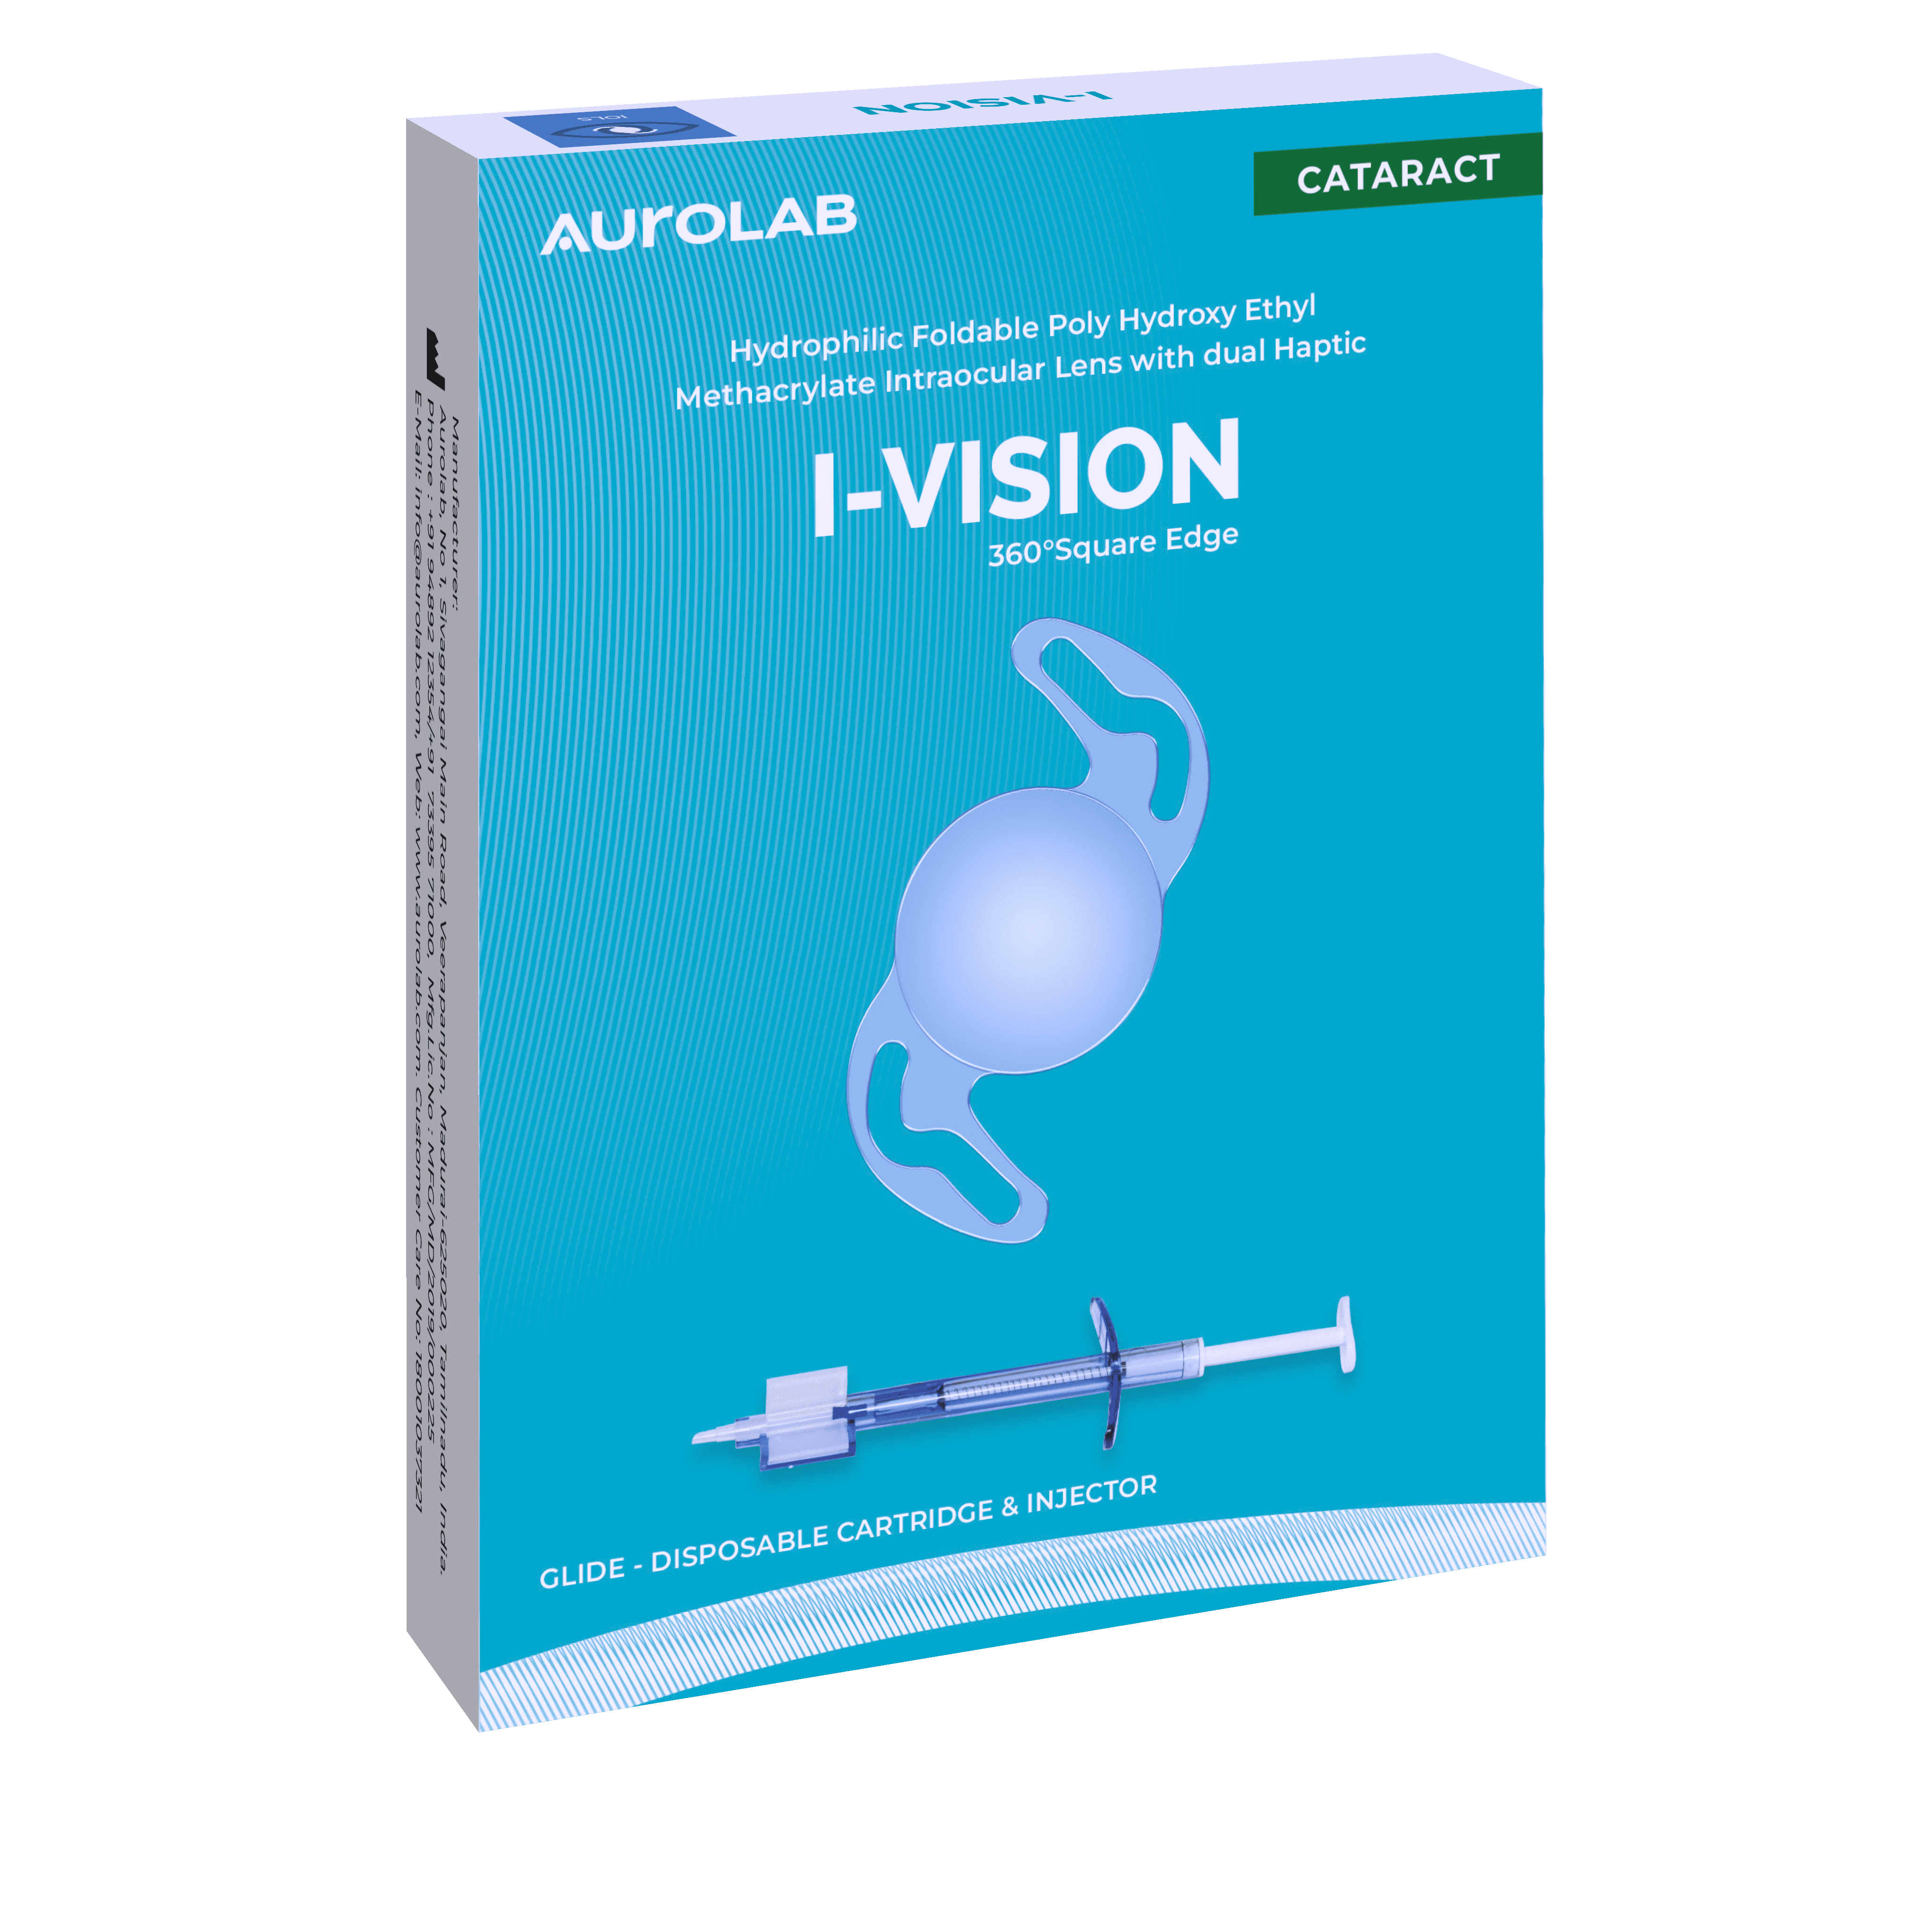 IOLS
I-VISION
CATARACT
AUROLAB
Hydrophilic Foldable Poly Hydroxy Ethyl
Methacrylate Intraocular Lens with dual Haptic
I-VISION
360°Square Edge
GLIDE - DISPOSABLE CARTRIDGE & INJECTOR
Manufacturer:
Aurolab, No 1, Sivagangai Main Road, Veerapanjan, Madurai-625020, Tamilnadu, India.
Phone : +91 94892 12354/+91 73395 71000, Mfg.Lic.No : MFG/MD/2019/000225
E-Mail: info@aurolab.com, Web: www.aurolab.com. Customer Care No: 18001037321